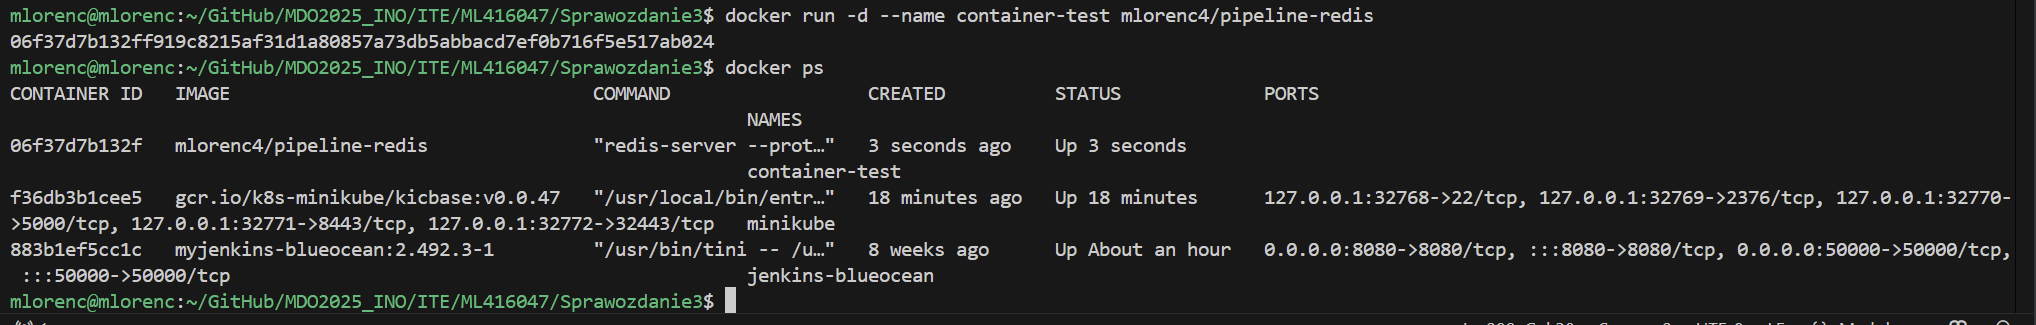 mlorenc@mlorenc:~/GitHub/MDO2025_INO/ITE/ML416047/Sprawozdanie3$ docker run -d --name container-test mlorenc4/pipeline-redis
06f37d7b132ff919c8215af31d1a80857a73db5abbacd7ef0b716f5e517ab024
mlorenc@mlorenc:~/GitHub/MDO2025_INO/ITE/ML416047/Sprawozdanie3$ docker ps
CONTAINER ID   IMAGE                                 COMMAND                  CREATED          STATUS             PORTS
                                                                   NAMES
06f37d7b132f   mlorenc4/pipeline-redis               "redis-server --prot…"   3 seconds ago    Up 3 seconds
                                                                   container-test
f36db3b1cee5   gcr.io/k8s-minikube/kicbase:v0.0.47   "/usr/local/bin/entr…"   18 minutes ago   Up 18 minutes      127.0.0.1:32768->22/tcp, 127.0.0.1:32769->2376/tcp, 127.0.0.1:32770-
>5000/tcp, 127.0.0.1:32771->8443/tcp, 127.0.0.1:32772->32443/tcp   minikube
883b1ef5cc1c   myjenkins-blueocean:2.492.3-1         "/usr/bin/tini -- /u…"   8 weeks ago      Up About an hour   0.0.0.0:8080->8080/tcp, :::8080->8080/tcp, 0.0.0.0:50000->50000/tcp,
 :::50000->50000/tcp                                               jenkins-blueocean
mlorenc@mlorenc:~/GitHub/MDO2025_INO/ITE/ML416047/Sprawozdanie3$